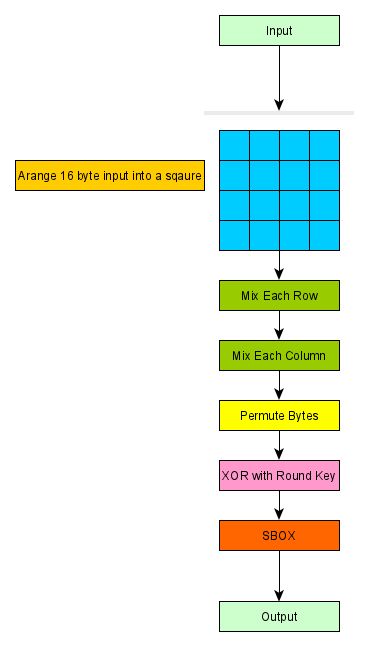 Input
Arange 16 byte input into a sqaure
Mix Each Row
Mix Each Column
Permute Bytes
XOR with Round Key
SBOX
Output